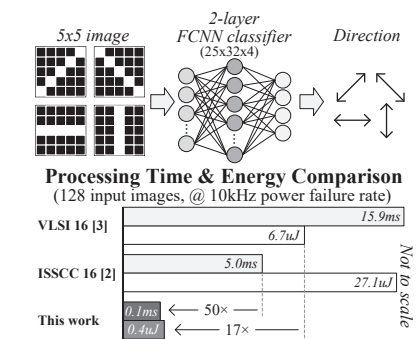 5x5 image
2-layer
FCNN classifier
(25x32x4)
Direction
Processing Time & Energy Comparison
(128 input images, @ 10kHz power failure rate)
VLSI 16 [3]
15.9ms
6.7uJ
ISSCC 16 [2]
5.0ms
27.1uJ
This work
0.1ms
50×
0.4uJ
17×
Not to scale